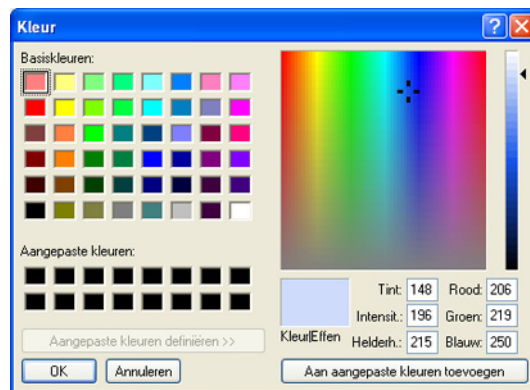 Kleur
Basiskleuren:
Aangepaste kleuren:
Aangepaste kleuren definiëren >>
OK Annuleren
Kleur|Effen
Tint: 148 Rood: 206
Intensit.: 196 Groen: 219
Helderh.: 215 Blauw: 250
Aan aangepaste kleuren toevoegen